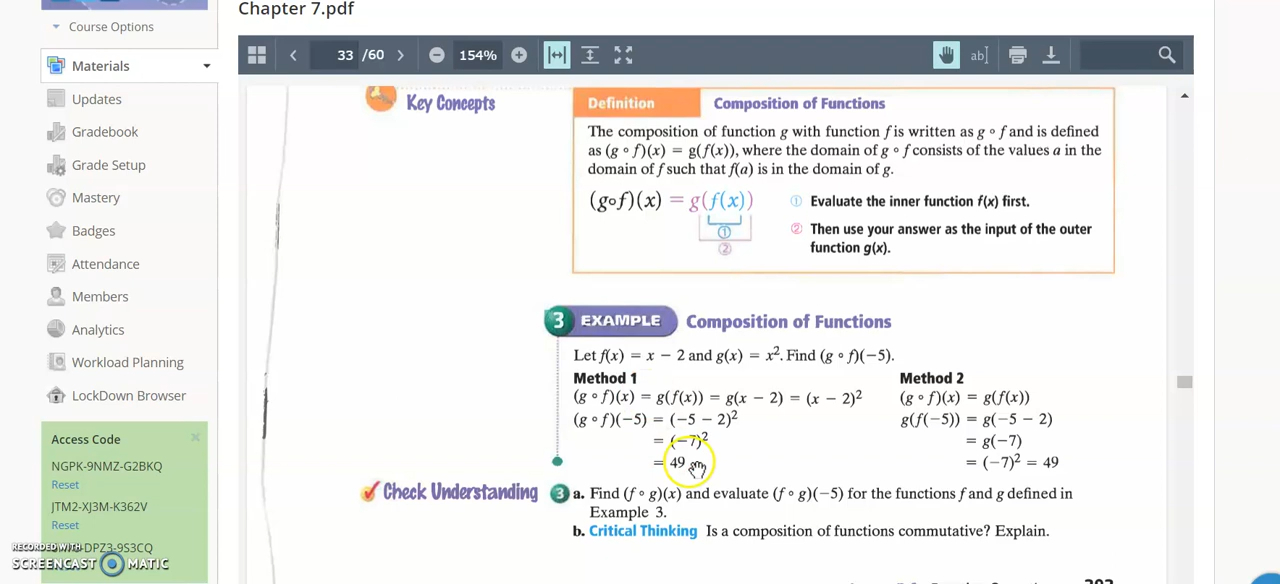 Chapter 7.pdf
Course Options
33 /60
154%
ab
Materials
Updates
Gradebook
Grade Setup
Mastery
Badges
Attendance
Members
Analytics
Workload Planning
LockDown Browser
Access Code
NGPK-9NMZ-G2BKQ
Reset
JTM2-XJ3M-K362V
Reset
DPZ3-9S3CQ
RECORDED WITH
SCREENCAST MATIC
Key Concepts
Definition Composition of Functions
The composition of function g with function f is written as g ∘ f and is defined
as (g ∘ f)(x) = g(f(x)), where the domain of g ∘ f consists of the values a in the
domain of f such that f(a) is in the domain of g.
(g∘f)(x) = g(f(x))
①
②
① Evaluate the inner function f(x) first.
② Then use your answer as the input of the outer
function g(x).
3 EXAMPLE Composition of Functions
Let f(x) = x − 2 and g(x) = x². Find (g ∘ f)(−5).
Method 1
(g ∘ f)(x) = g(f(x)) = g(x − 2) = (x − 2)²
(g ∘ f)(−5) = (−5 − 2)²
= (−7)²
= 49
Method 2
(g ∘ f)(x) = g(f(x))
g(f(−5)) = g(−5 − 2)
= g(−7)
= (−7)² = 49
Check Understanding 3 a. Find (f ∘ g)(x) and evaluate (f ∘ g)(−5) for the functions f and g defined in
Example 3.
b. Critical Thinking Is a composition of functions commutative? Explain.